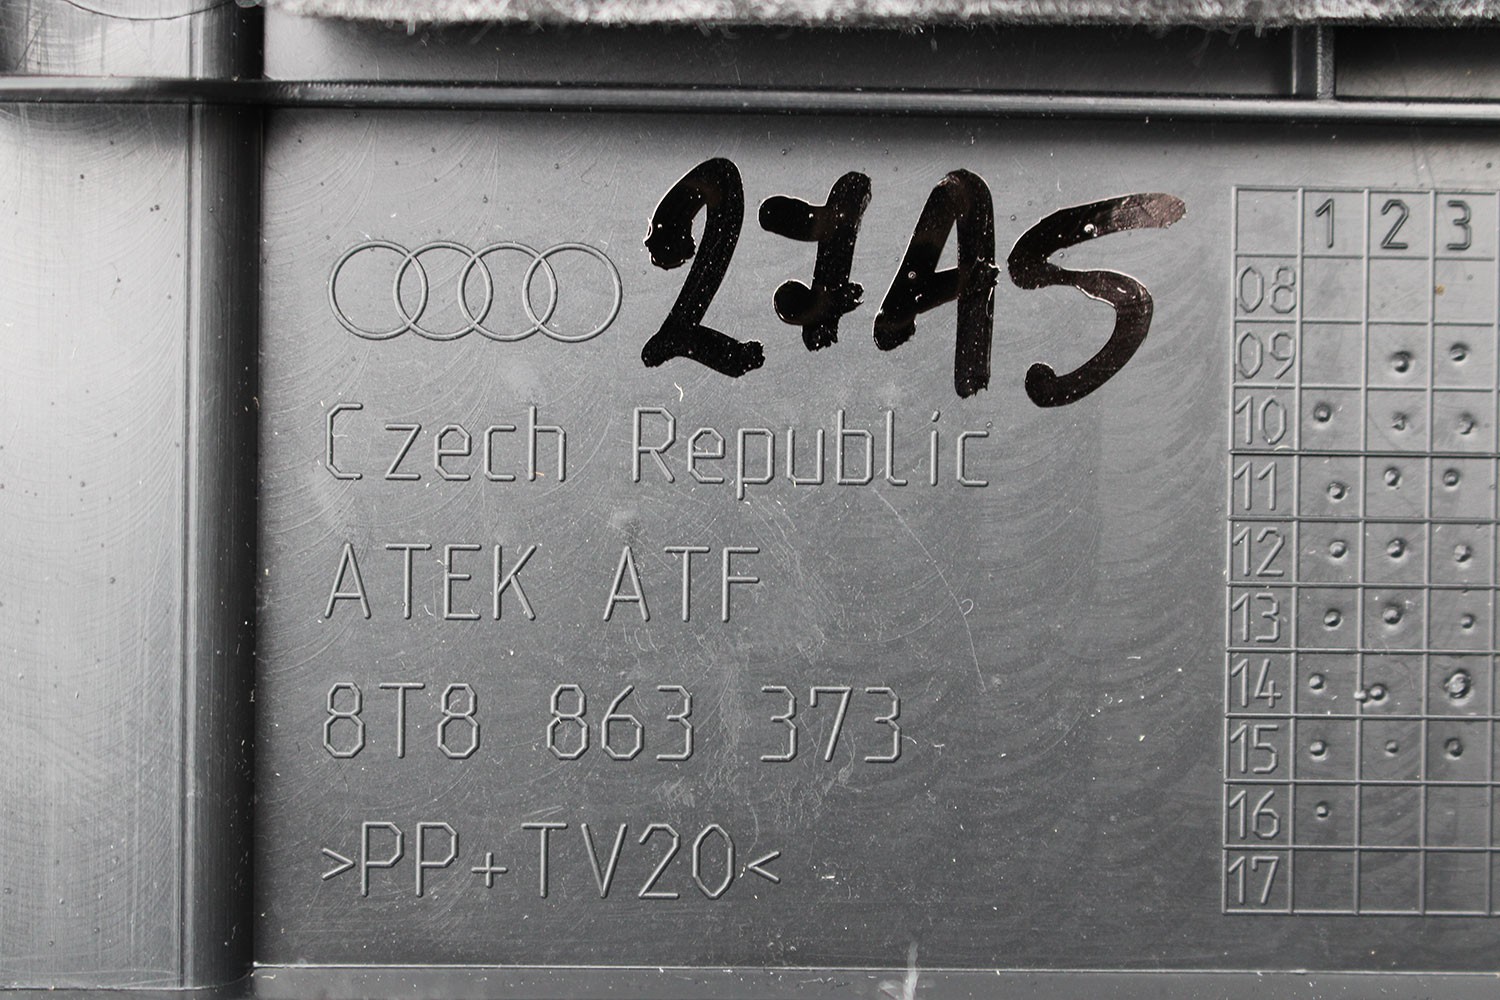 27A5
Czech Republic
ATEK ATF
8T8 863 373
>PP+TV20<
1 2 3
08
09
10
11
12
13
14
15
16
17